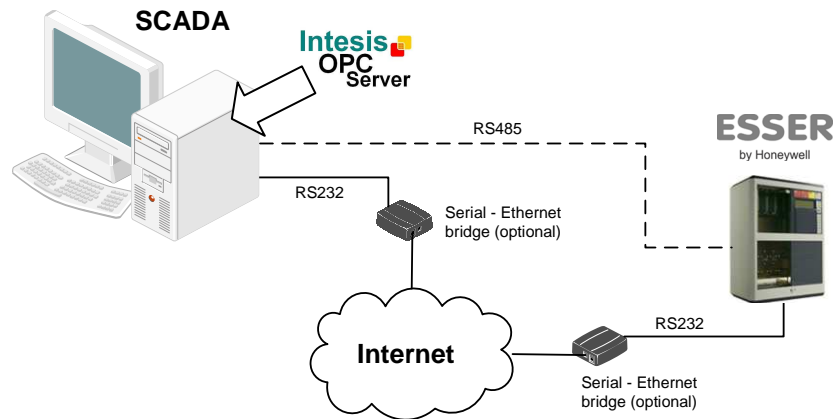 SCADA
Intesis
OPC
Server
RS485
ESSER
by Honeywell
RS232
Serial - Ethernet
bridge (optional)
Internet
RS232
Serial - Ethernet
bridge (optional)